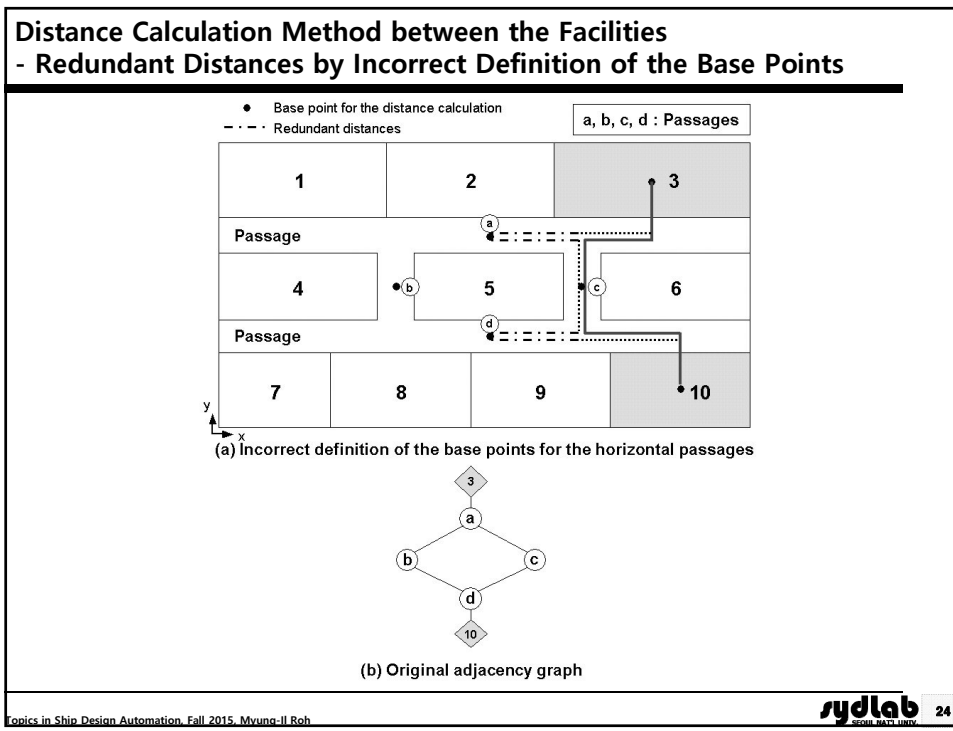 Distance Calculation Method between the Facilities
- Redundant Distances by Incorrect Definition of the Base Points
Base point for the distance calculation
Redundant distances
a, b, c, d : Passages
1 2 3
a
Passage
4 b 5 c 6
d
Passage
7 8 9 10
y
x
(a) Incorrect definition of the base points for the horizontal passages
3
a
b c
d
10
(b) Original adjacency graph
Topics in Ship Design Automation, Fall 2015, Myung-Il Roh
sydlab 24
SEOUL NAT'L UNIV.